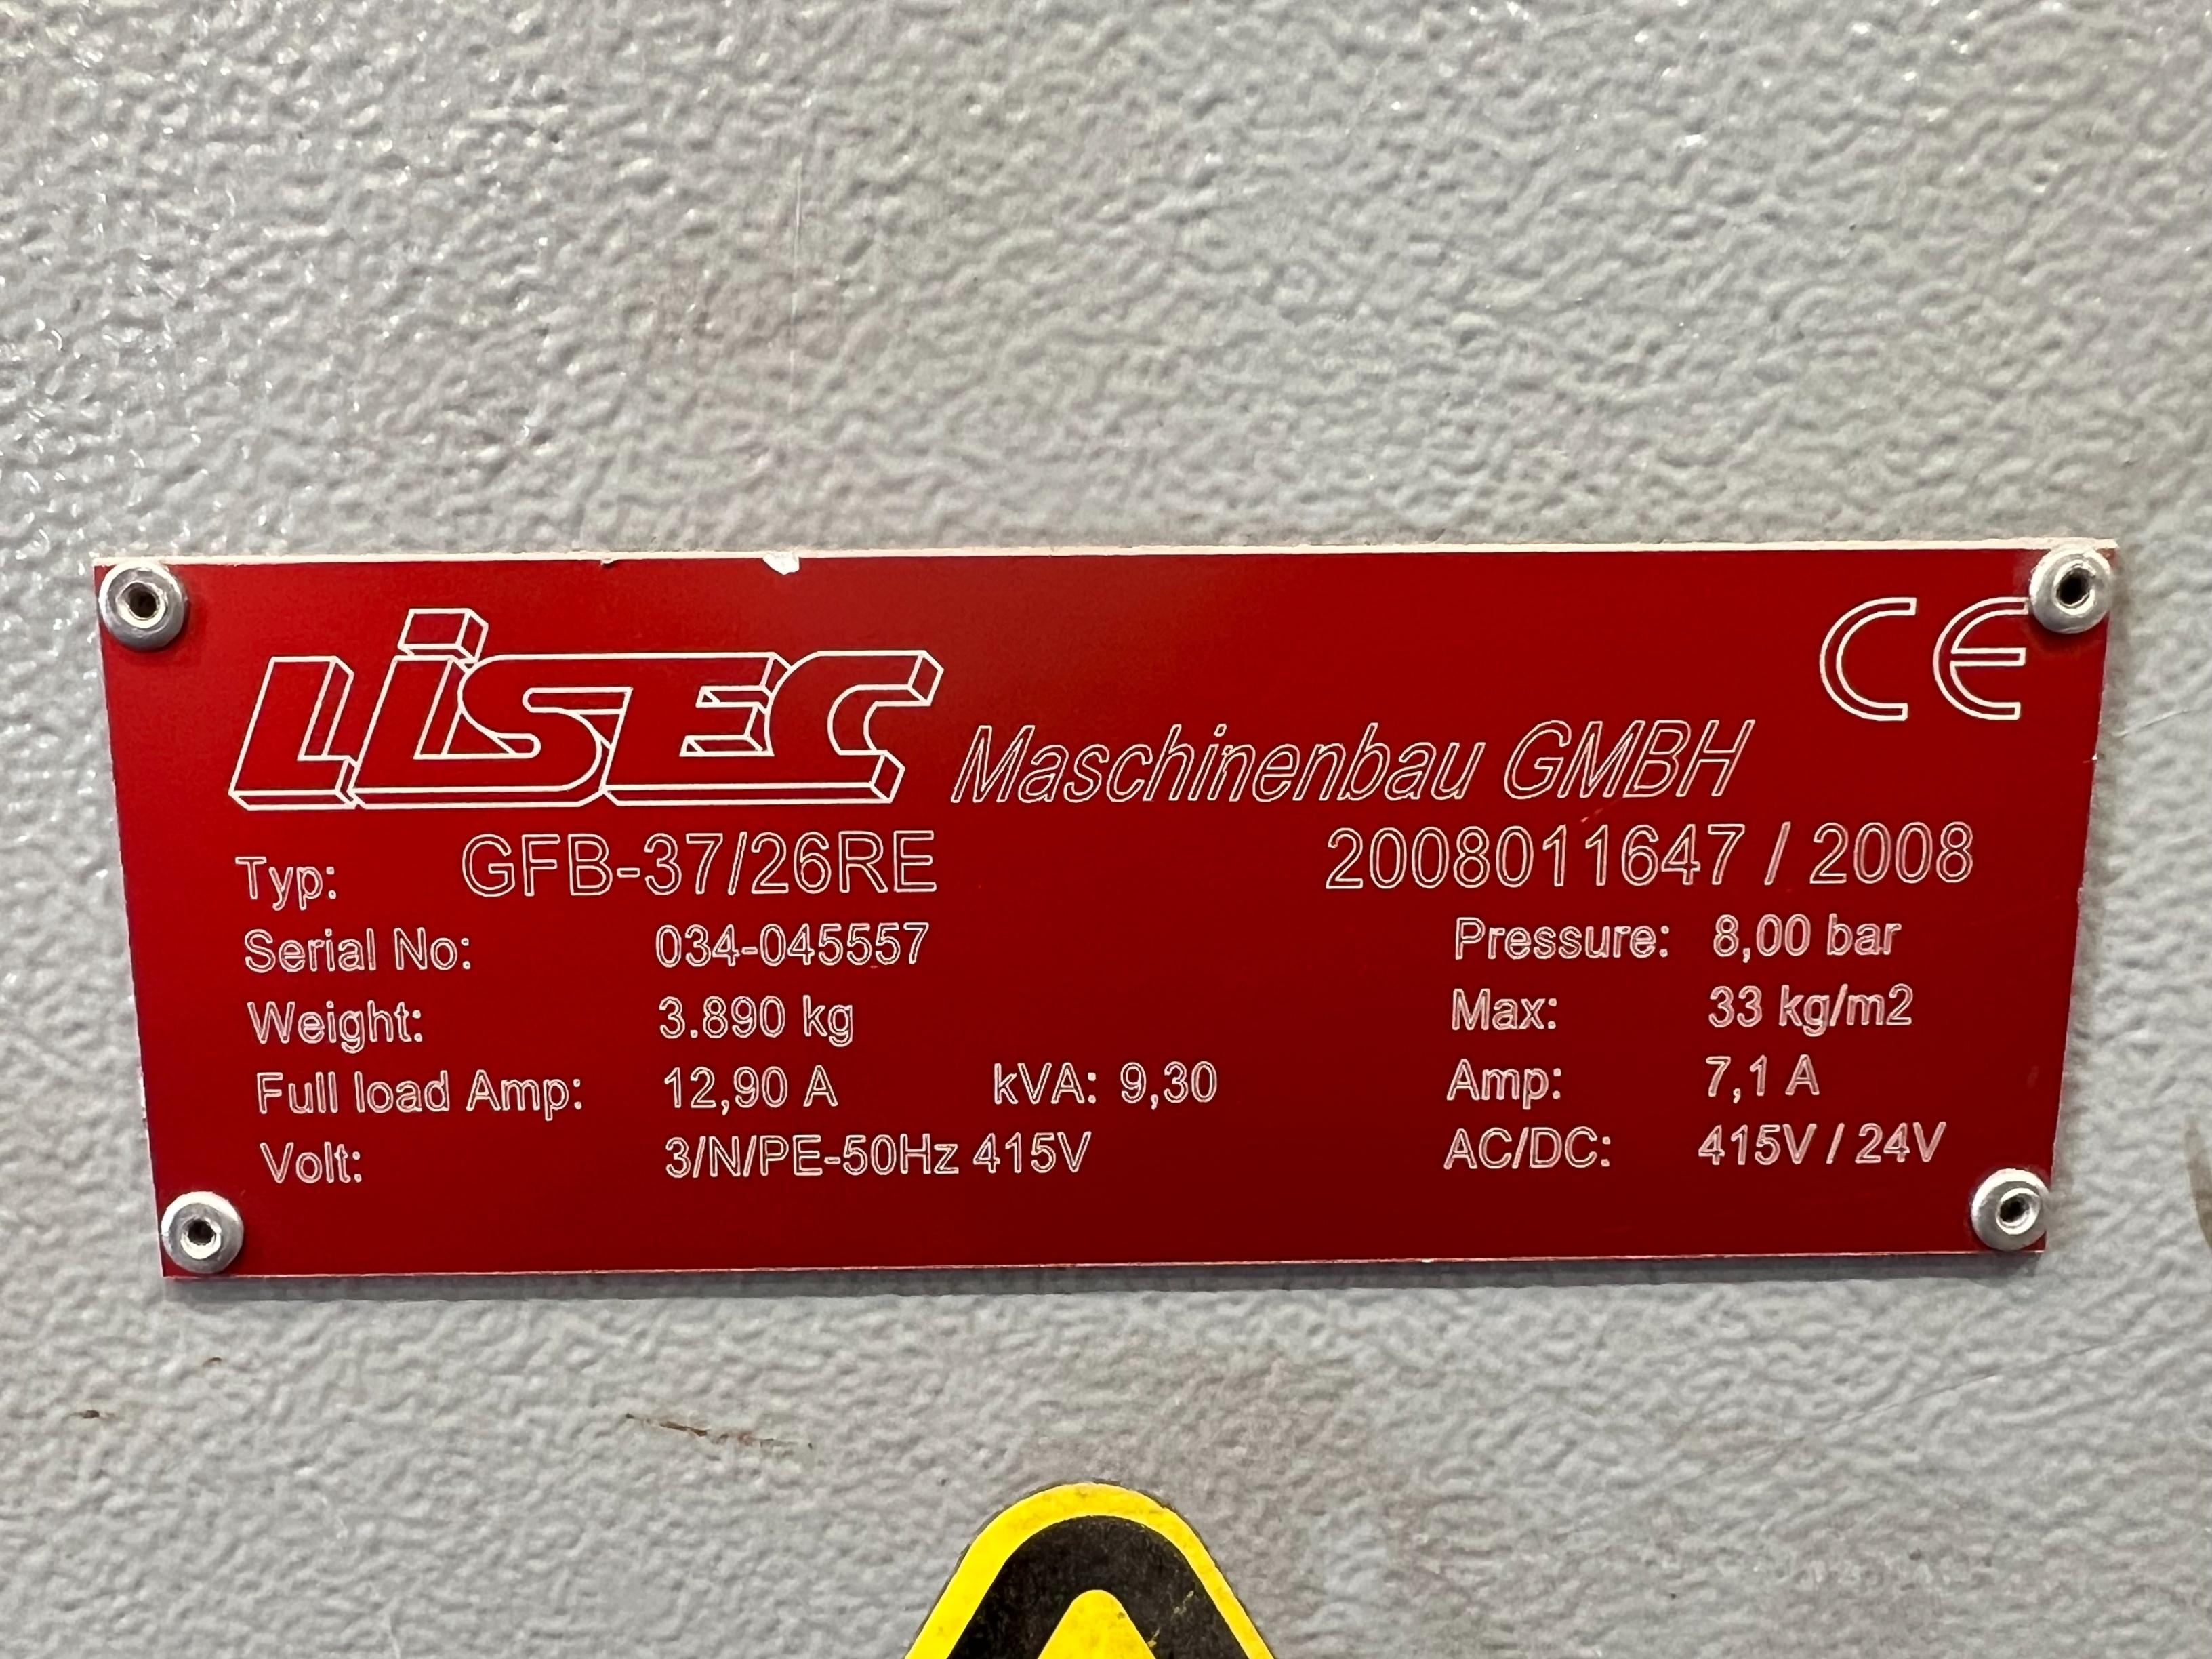 LiSEC Maschinenbau GMBH CE
Typ: GFB-37/26RE 2008011647 / 2008
Serial No: 034-045557 Pressure: 8,00 bar
Weight: 3.890 kg Max: 33 kg/m2
Full load Amp: 12,90 A kVA: 9,30 Amp: 7,1 A
Volt: 3/N/PE-50Hz 415V AC/DC: 415V / 24V